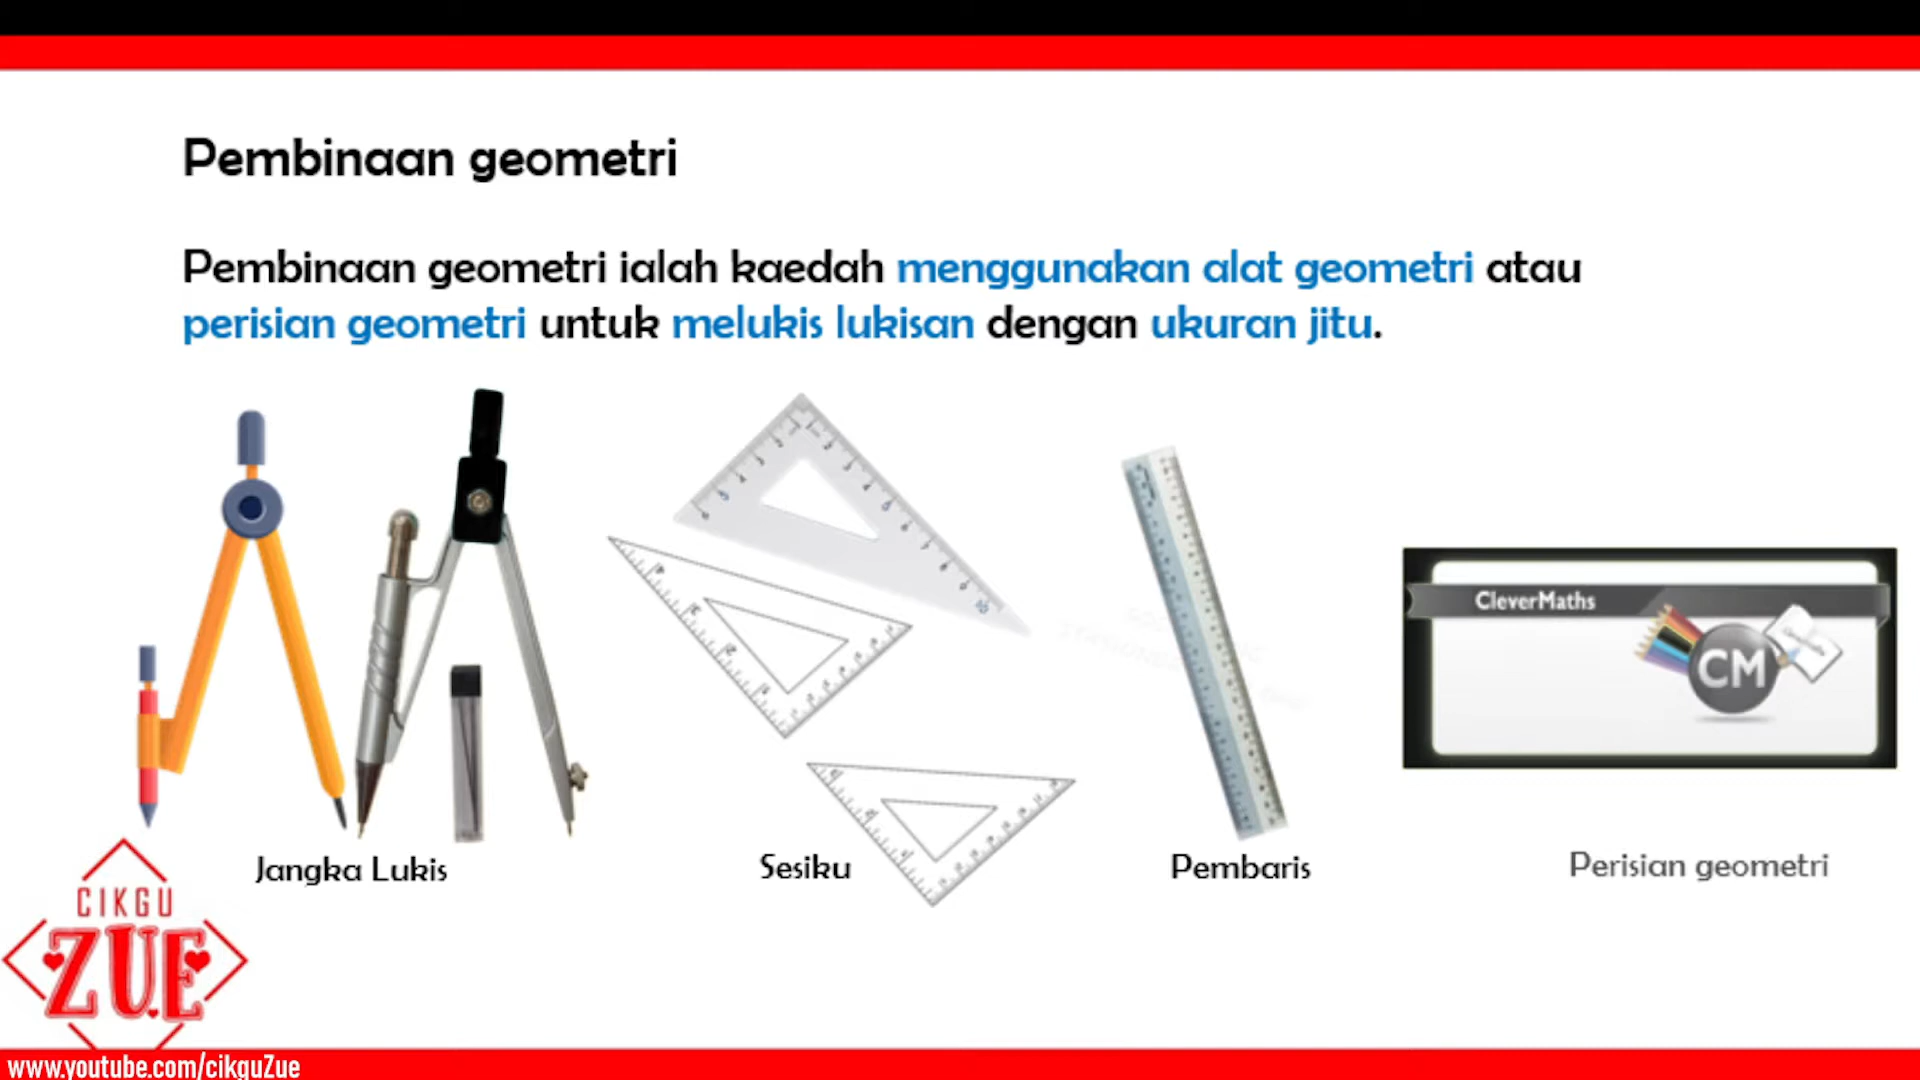 Pembinaan geometri
Pembinaan geometri ialah kaedah menggunakan alat geometri atau
perisian geometri untuk melukis lukisan dengan ukuran jitu.
CleverMaths
CM
Jangka Lukis
Sesiku
Pembaris
Perisian geometri
CIKGU
ZUE
www.youtube.com/cikguZue